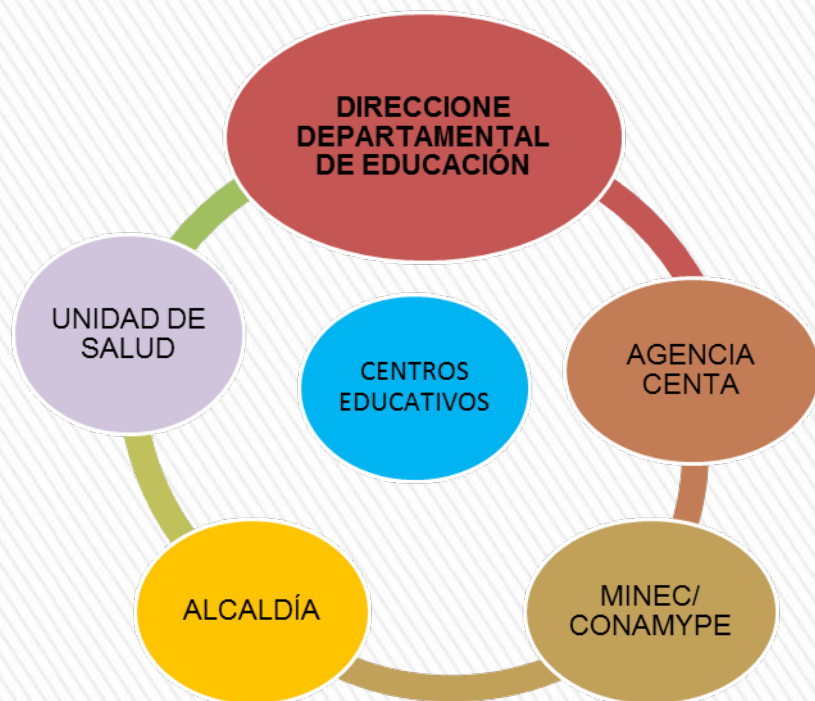 DIRECCIONE
DEPARTAMENTAL
DE EDUCACIÓN
UNIDAD DE
SALUD
CENTROS
EDUCATIVOS
AGENCIA
CENTA
ALCALDÍA
MINEC/
CONAMYPE